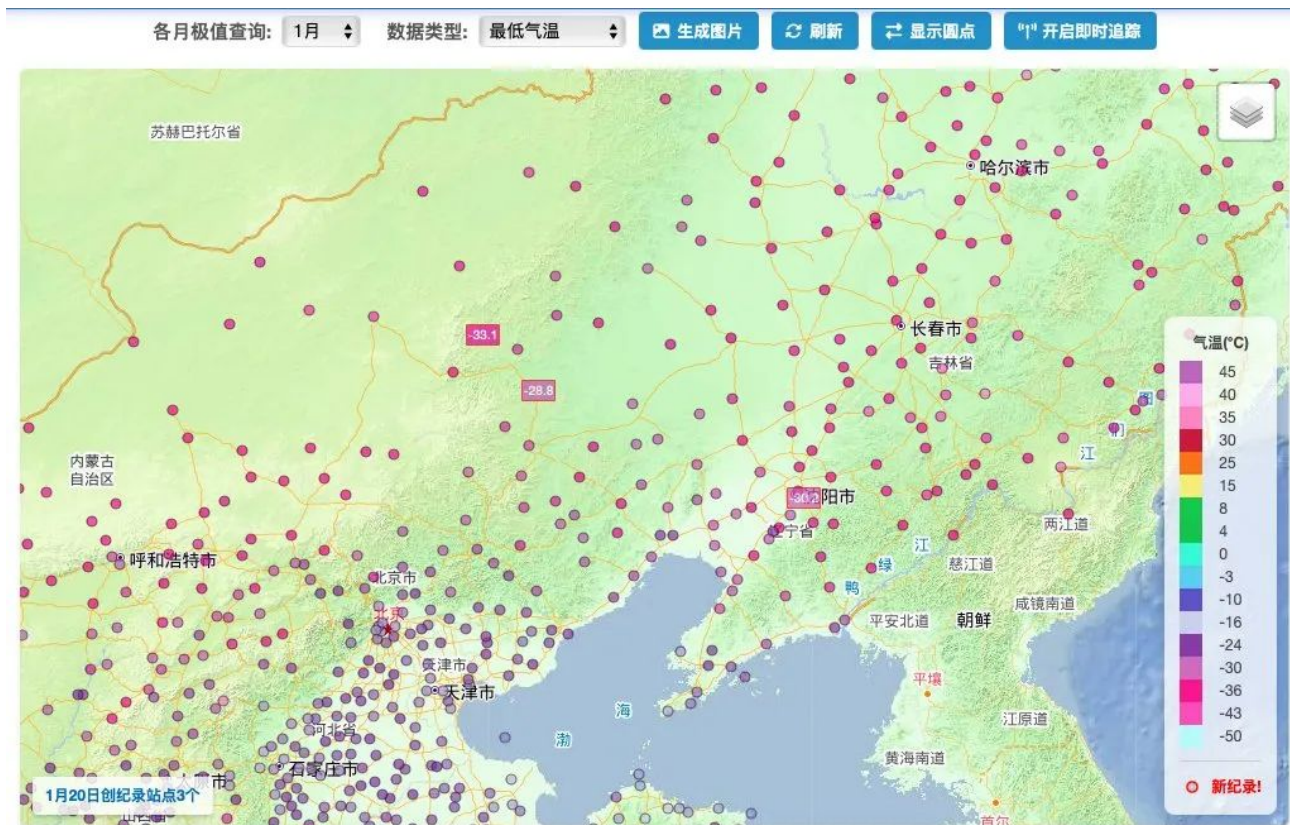 各月极值查询: 1月 数据类型: 最低气温 生成图片 刷新 显示圆点 开启即时追踪
苏赫巴托尔省
哈尔滨市
长春市
吉林省
-33.1
-28.8
内蒙古
自治区
图
们
江
阳市
辽宁省
两江道
呼和浩特市
北京市
北京
江
绿
鸭
慈江道
咸镜南道
平安北道
朝鲜
天津市
天津市
平壤
海
渤
江原道
河北省
黄海南道
石家庄市
首尔
气温(°C)
45
40
35
30
25
15
8
4
0
-3
-10
-16
-24
-30
-36
-43
-50
新纪录!
1月20日创纪录站点3个